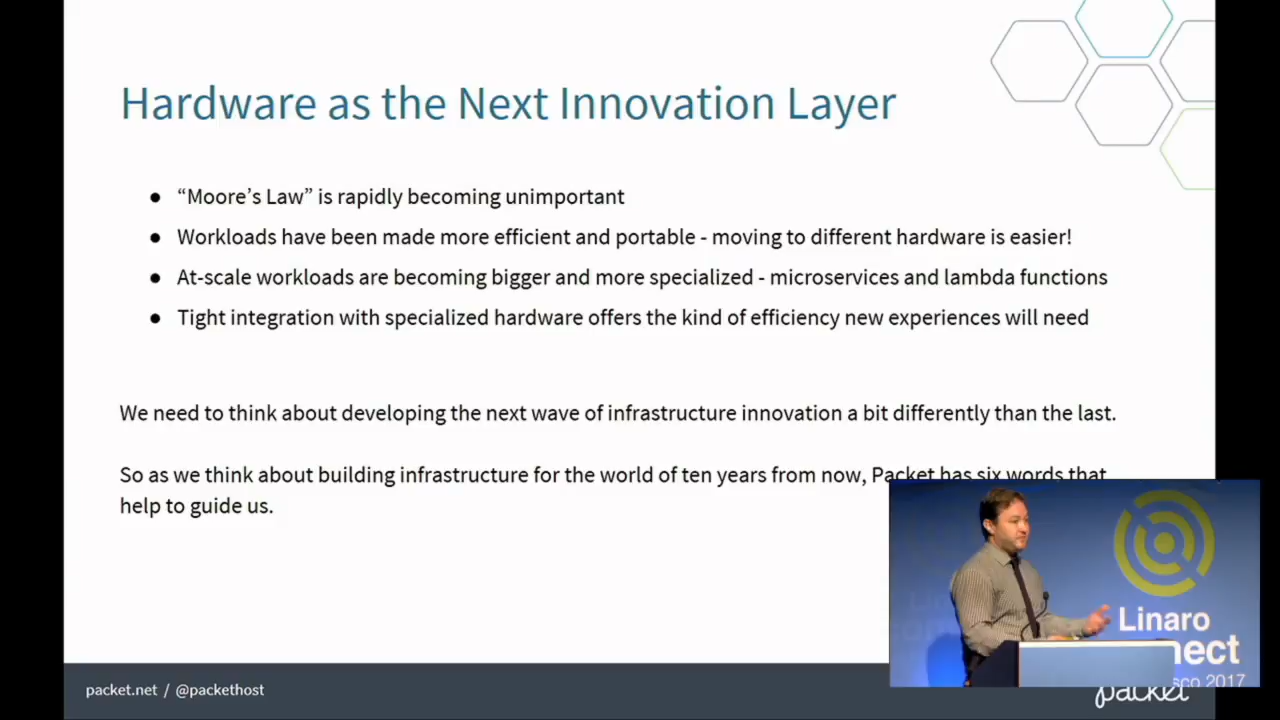 Hardware as the Next Innovation Layer
● “Moore’s Law” is rapidly becoming unimportant
● Workloads have been made more efficient and portable - moving to different hardware is easier!
● At-scale workloads are becoming bigger and more specialized - microservices and lambda functions
● Tight integration with specialized hardware offers the kind of efficiency new experiences will need
We need to think about developing the next wave of infrastructure innovation a bit differently than the last.
So as we think about building infrastructure for the world of ten years from now, Packet has six words that
help to guide us.
Linaro
nect
sco 2017
packet.net / @packethost
packet